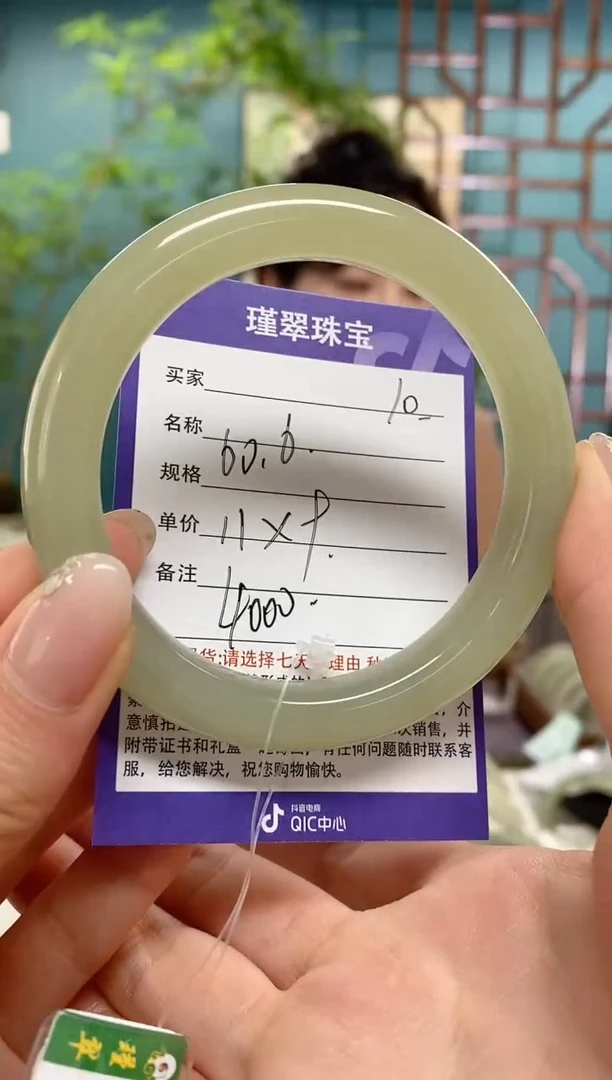 瑾翠珠宝
买家 10
名称 60.6.
规格
单价 11×9.
备注 4000.
货:请选择七天 理由
意慎拍 次销售，并
附带证书和礼盒 有任何问题随时联系客
服，给您解决，祝您购物愉快。
抖音电商
QIC中心